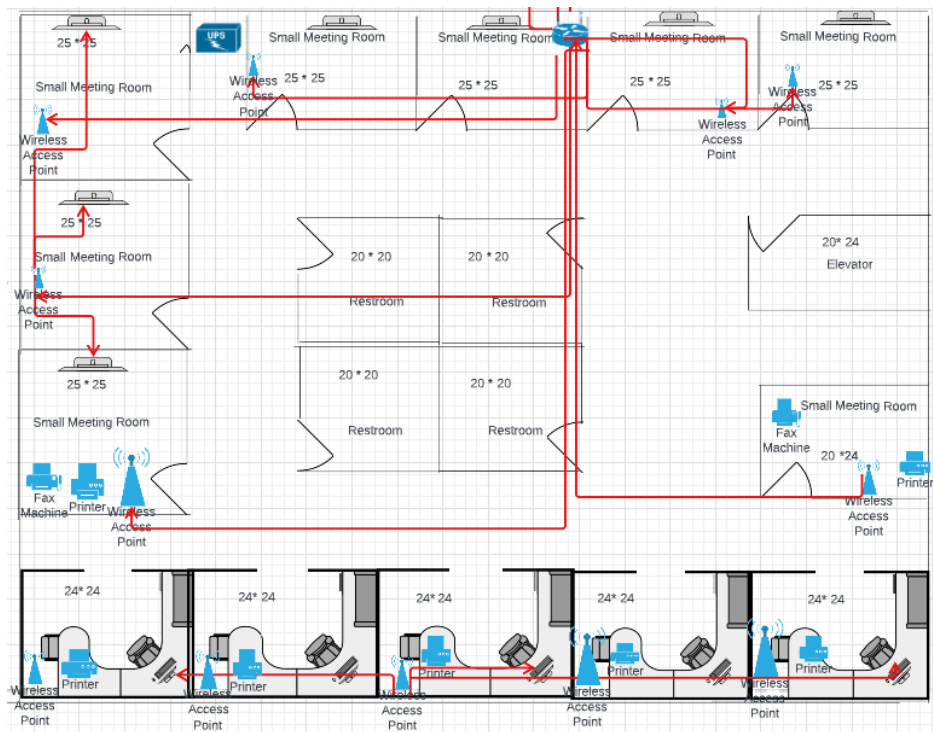 UPS
Small Meeting Room
Small Meeting Room
Small Meeting Room
Small Meeting Room
25 * 25
Small Meeting Room
Wireless
Access
Point
25 * 25
25 * 25
25 * 25
Wireless
Access
Point
25 * 25
Wireless
Access
Point
Wireless
Access
Point
25 * 25
Small Meeting Room
Wireless
Access
Point
20 * 20
Restroom
20 * 20
Restroom
20* 24
Elevator
25 * 25
Small Meeting Room
20 * 20
Restroom
20 * 20
Restroom
Small Meeting Room
Fax
Machine
20 *24
Printer
Wireless
Access
Point
Fax
Machine
Printer
Wireless
Access
Point
24* 24
24* 24
24* 24
24* 24
24* 24
Wireless
Access
Point
Printer
Wireless
Access
Point
Printer
Wireless
Access
Point
Printer
Wireless
Access
Point
Printer
Wireless
Access
Point
Printer